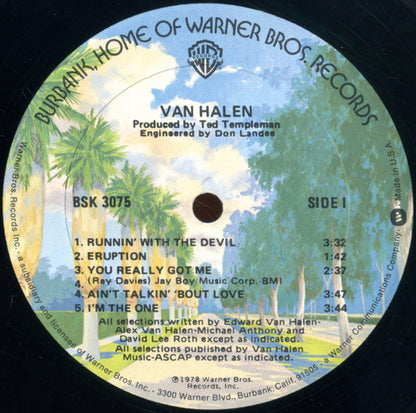 BURBANK, HOME OF WARNER BROS. RECORDS
VAN HALEN
Produced by Ted Templeman
Engineered by Don Landee
BSK 3075
SIDE 1
1. RUNNIN' WITH THE DEVIL 3:32
2. ERUPTION 1:42
3. YOU REALLY GOT ME 2:37
(Ray Davies) Jay Boy Music Corp.-BMI
4.
4. AIN'T TALKIN' 'BOUT LOVE 3:47
5. I'M THE ONE 3:44
All selections written by Edward Van Halen-
Alex Van Halen-Michael Anthony and
David Lee Roth except as indicated.
All selections published by Van Halen
Music-ASCAP except as indicated.
℗1978 Warner Bros.
Records, Inc.
Warner Bros. Records Inc., - a subsidiary and licensee of Warner Bros. Inc. - 3300 Warner Blvd., Burbank, Calif. 91505 - a Warner Communications Company - Made in U.S.A.